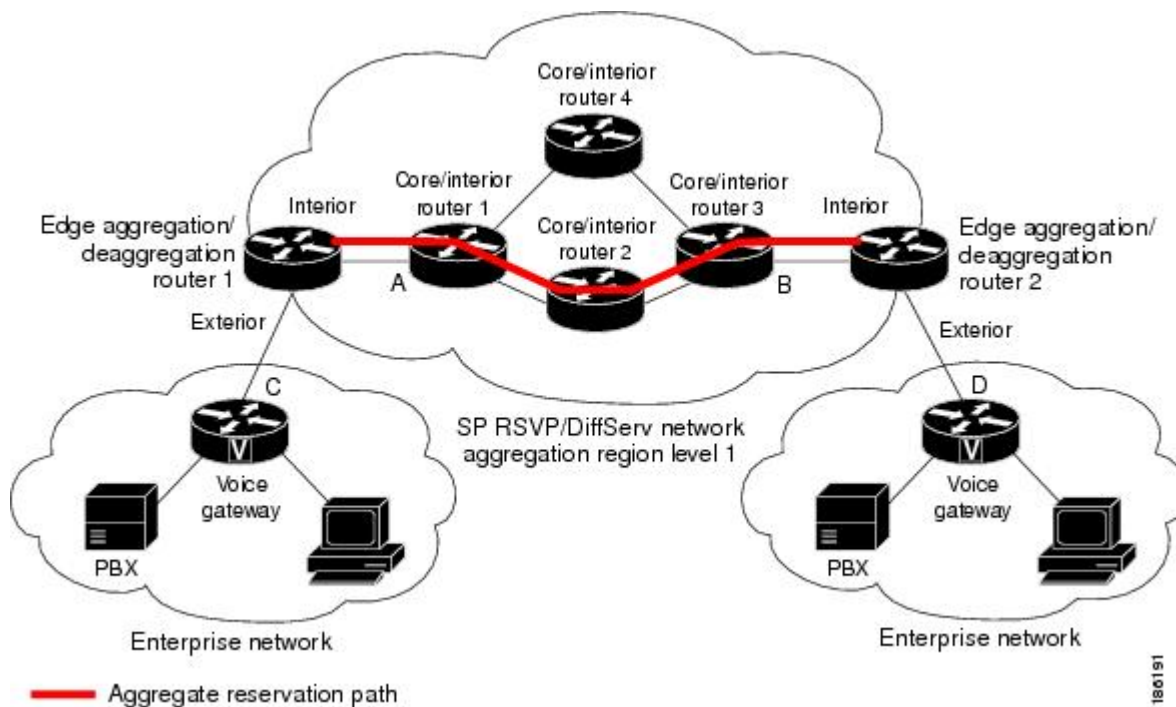 Core/interior
router 4
Core/interior
router 1
Core/interior
router 3
Interior
Core/interior
router 2
Interior
Edge aggregation/
deaggregation
router 1
Edge aggregation/
deaggregation
router 2
A
B
Exterior
Exterior
C
D
SP RSVP/DiffServ network
aggregation region level 1
V
Voice
gateway
PBX
V
Voice
gateway
PBX
Enterprise network
Enterprise network
Aggregate reservation path
186191